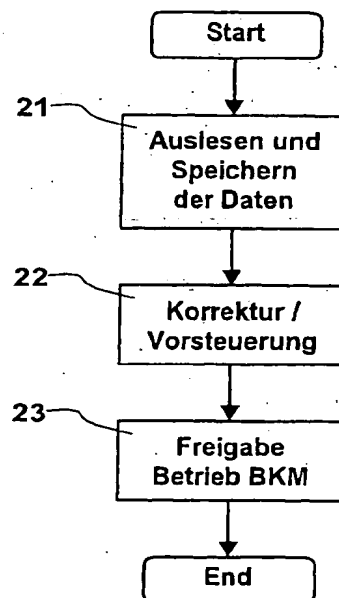 Start
21
Auslesen und
Speichern
der Daten
22
Korrektur /
Vorsteuerung
23
Freigabe
Betrieb BKM
End